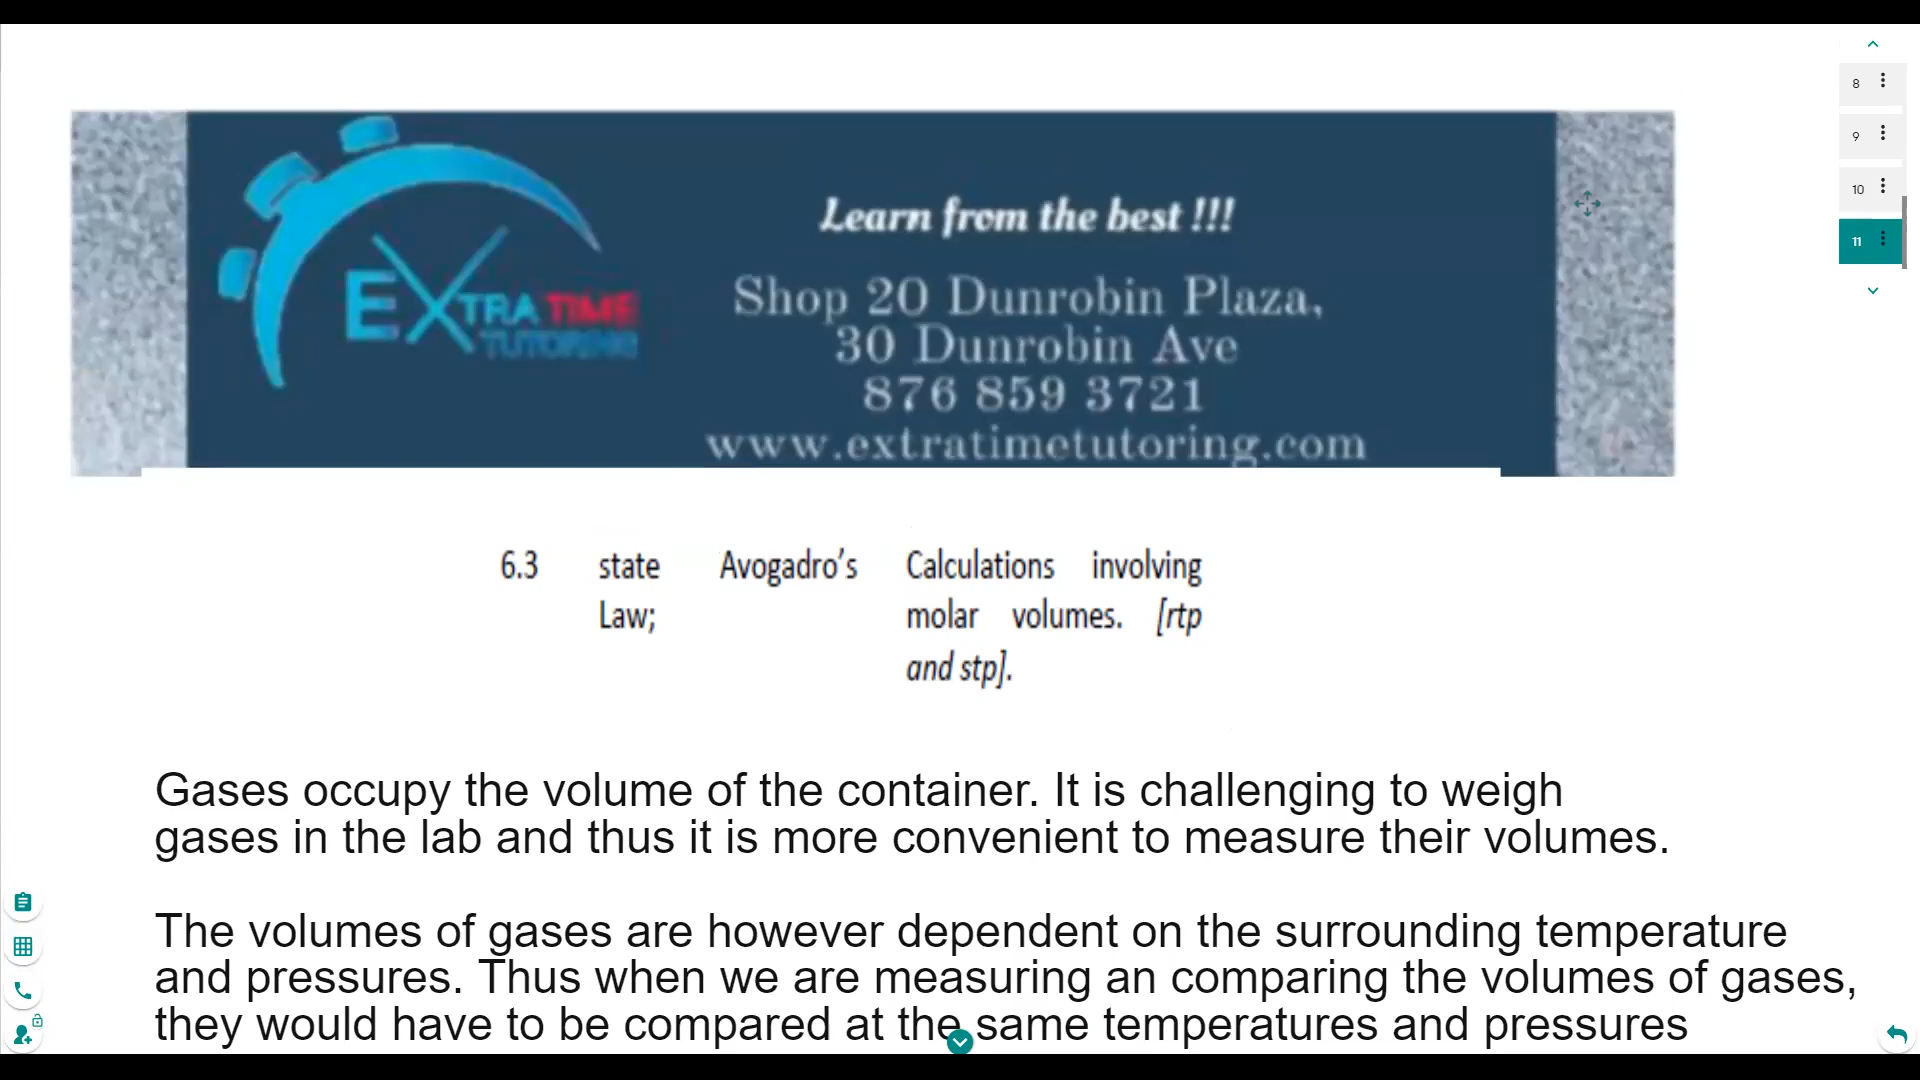 8
9
10
11
EXTRA TIME
TUTORING
Learn from the best !!!
Shop 20 Dunrobin Plaza,
30 Dunrobin Ave
876 859 3721
www.extratimetutoring.com
6.3 state Avogadro's
Law;
Calculations involving
molar volumes. [rtp
and stp].
Gases occupy the volume of the container. It is challenging to weigh
gases in the lab and thus it is more convenient to measure their volumes.
The volumes of gases are however dependent on the surrounding temperature
and pressures. Thus when we are measuring an comparing the volumes of gases,
they would have to be compared at the same temperatures and pressures